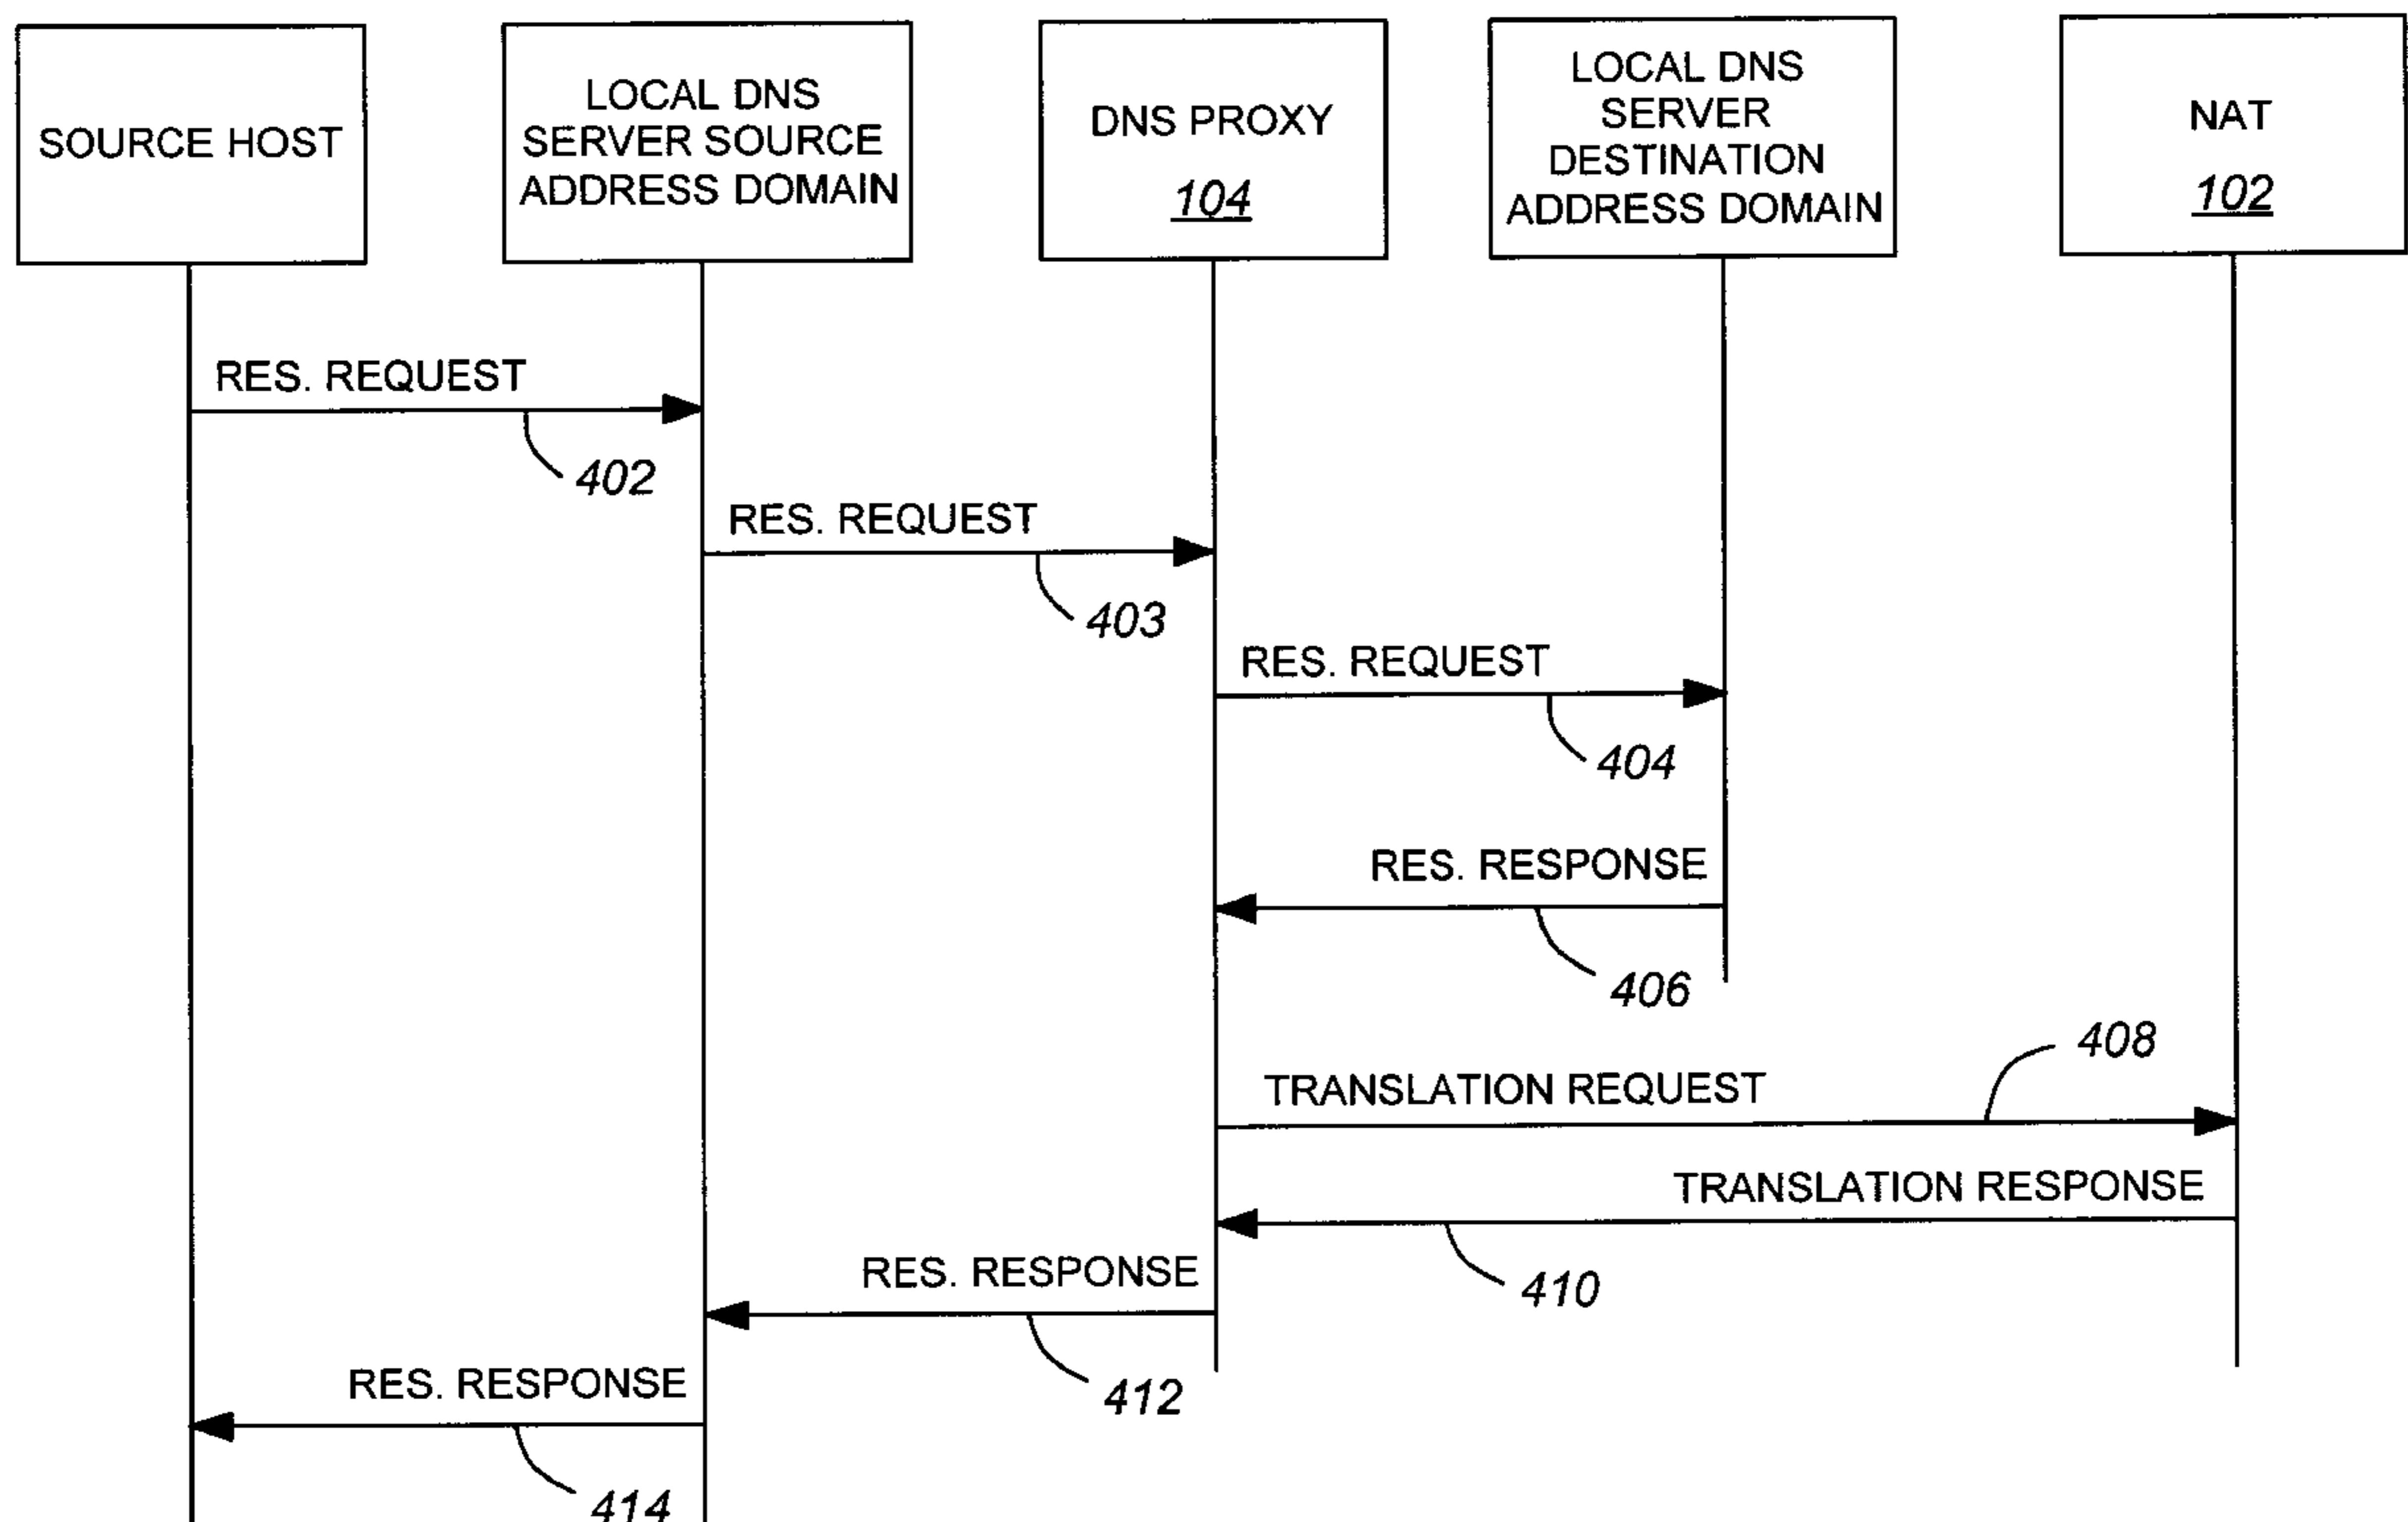 SOURCE HOST
LOCAL DNS
SERVER SOURCE
ADDRESS DOMAIN
DNS PROXY
104
LOCAL DNS
SERVER
DESTINATION
ADDRESS DOMAIN
NAT
102
RES. REQUEST
402
RES. REQUEST
403
RES. REQUEST
404
RES. RESPONSE
406
408
TRANSLATION REQUEST
TRANSLATION RESPONSE
410
RES. RESPONSE
412
RES. RESPONSE
414